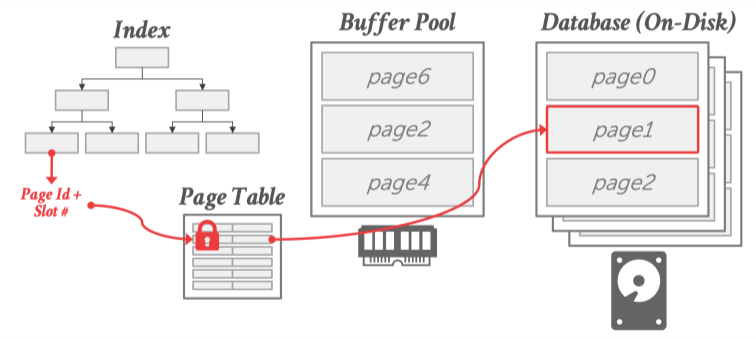 Index
Buffer Pool
Database (On-Disk)
page6
page2
page4
page0
page1
page2
Page Id +
Slot #
Page Table